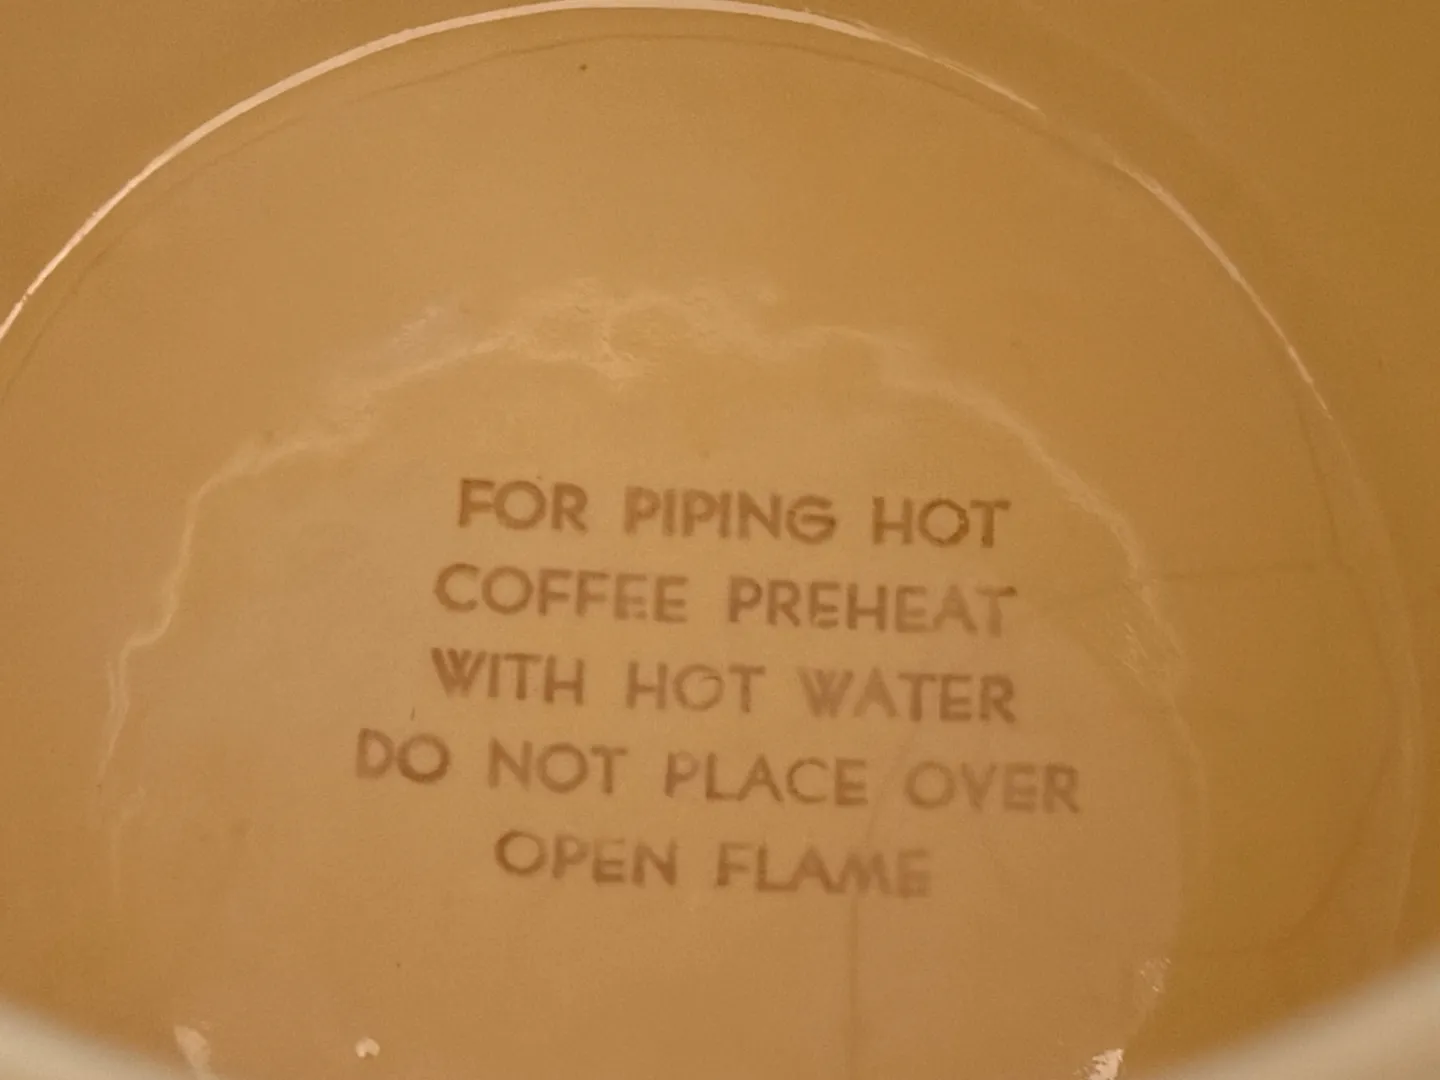 FOR PIPING HOT
COFFEE PREHEAT
WITH HOT WATER
DO NOT PLACE OVER
OPEN FLAME